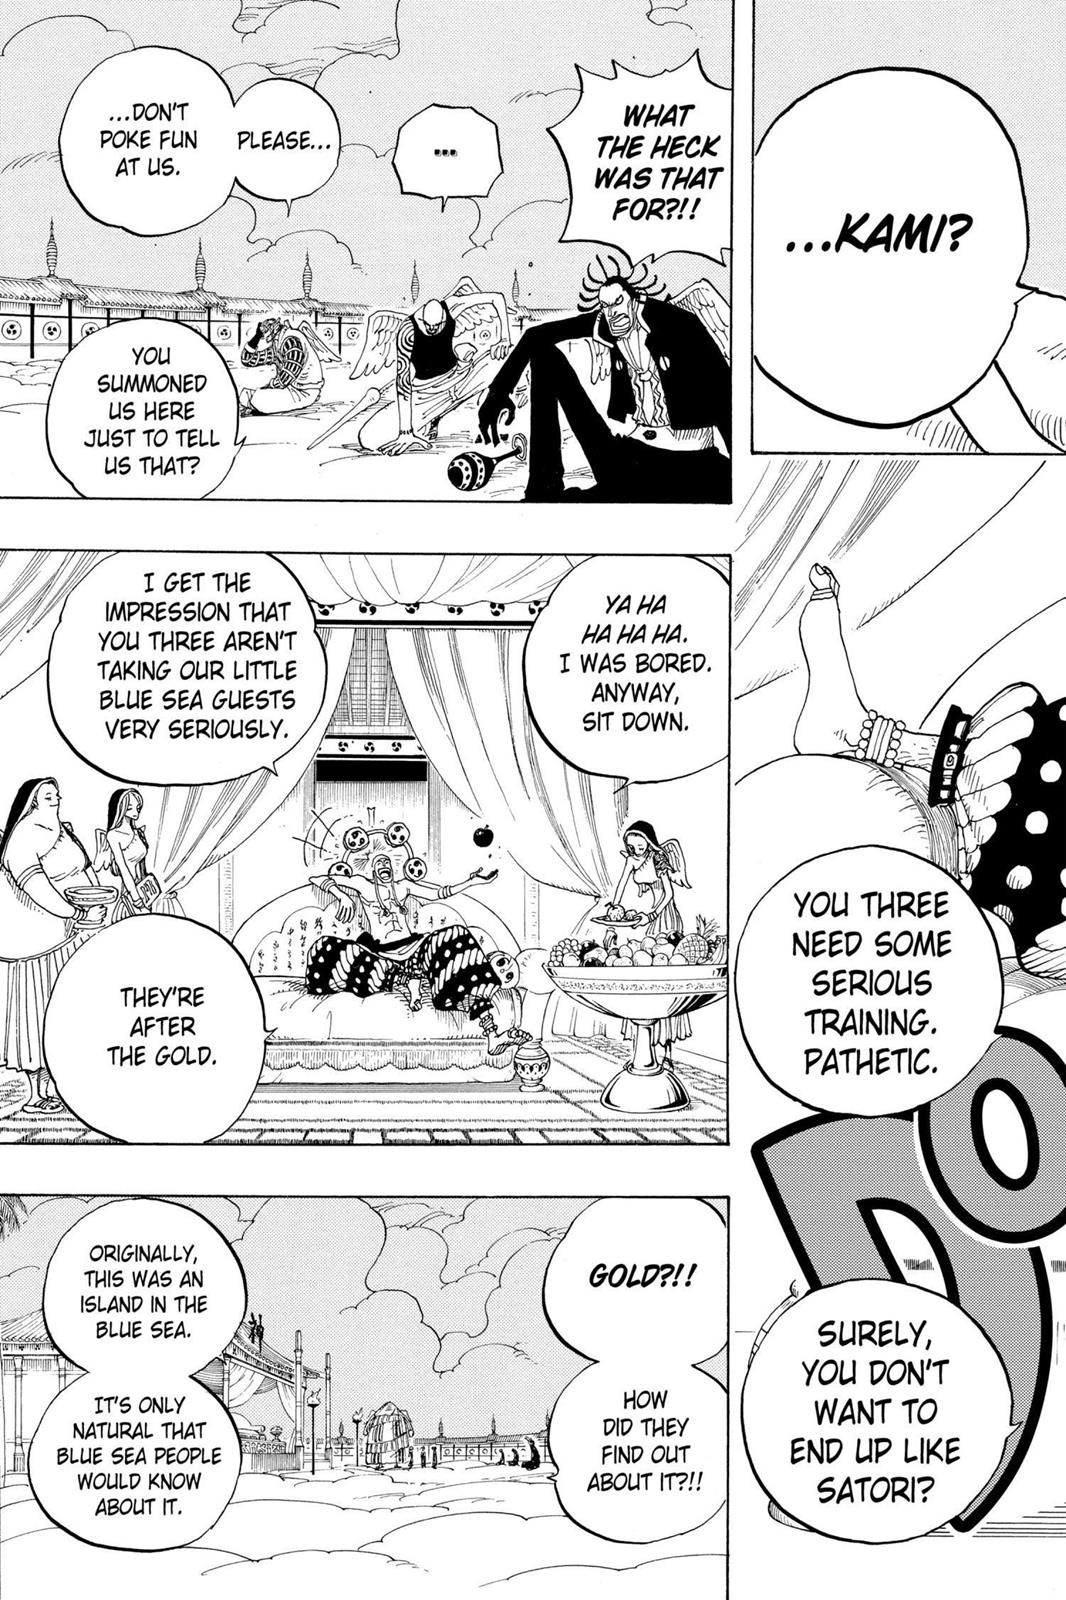 ...KAMI?
YOU THREE
NEED SOME
SERIOUS
TRAINING.
PATHETIC.
SURELY,
YOU DON'T
WANT TO
END UP LIKE
SATORI?
WHAT
THE HECK
WAS THAT
FOR?!!
...
PLEASE...
...DON'T
POKE FUN
AT US.
YOU
SUMMONED
US HERE
JUST TO TELL
US THAT?
YA HA
HA HA HA.
I WAS BORED.
ANYWAY,
SIT DOWN.
I GET THE
IMPRESSION THAT
YOU THREE AREN'T
TAKING OUR LITTLE
BLUE SEA GUESTS
VERY SERIOUSLY.
THEY'RE
AFTER
THE GOLD.
GOLD?!!
HOW
DID THEY
FIND OUT
ABOUT IT?!!
ORIGINALLY,
THIS WAS AN
ISLAND IN THE
BLUE SEA.
神
IT'S ONLY
NATURAL THAT
BLUE SEA PEOPLE
WOULD KNOW
ABOUT IT.